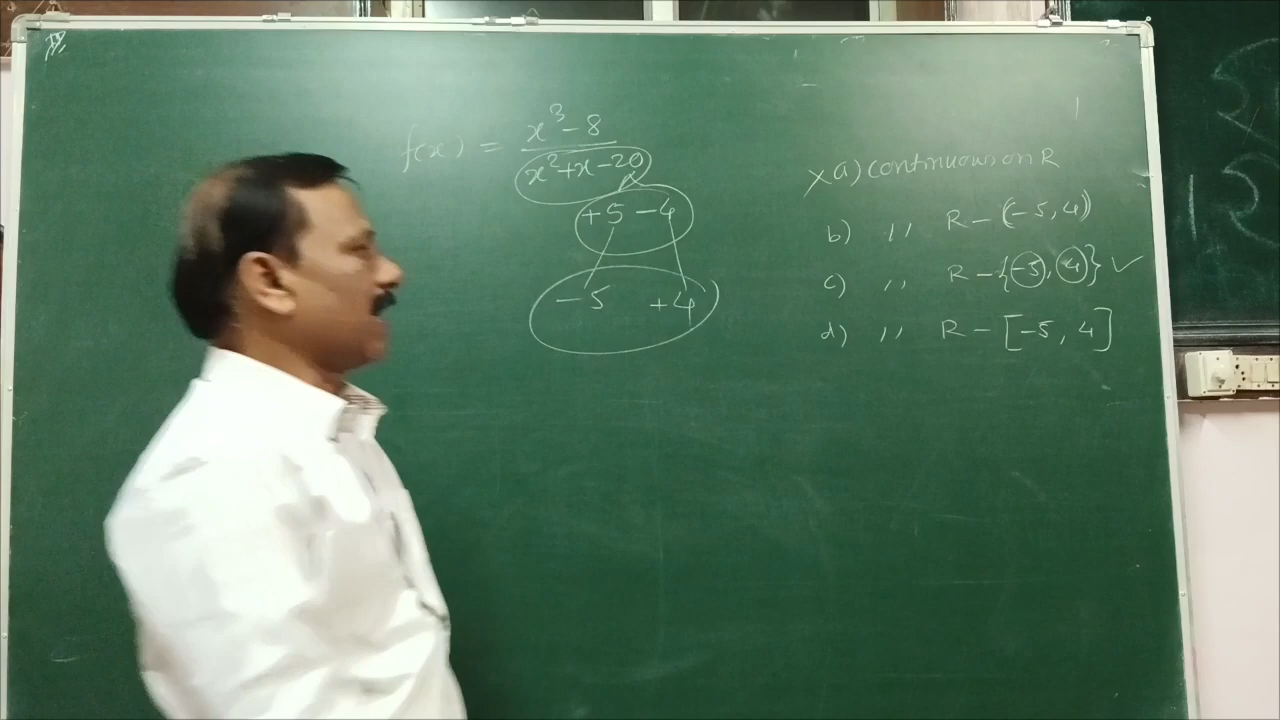 f(x) = x³-8 / x²+x-20
+5 -4
-5 +4
x a) continuous on R
b) ,, R - (-5, 4)
c) ,, R - {-5, 4} ✓
d) ,, R - [-5, 4]